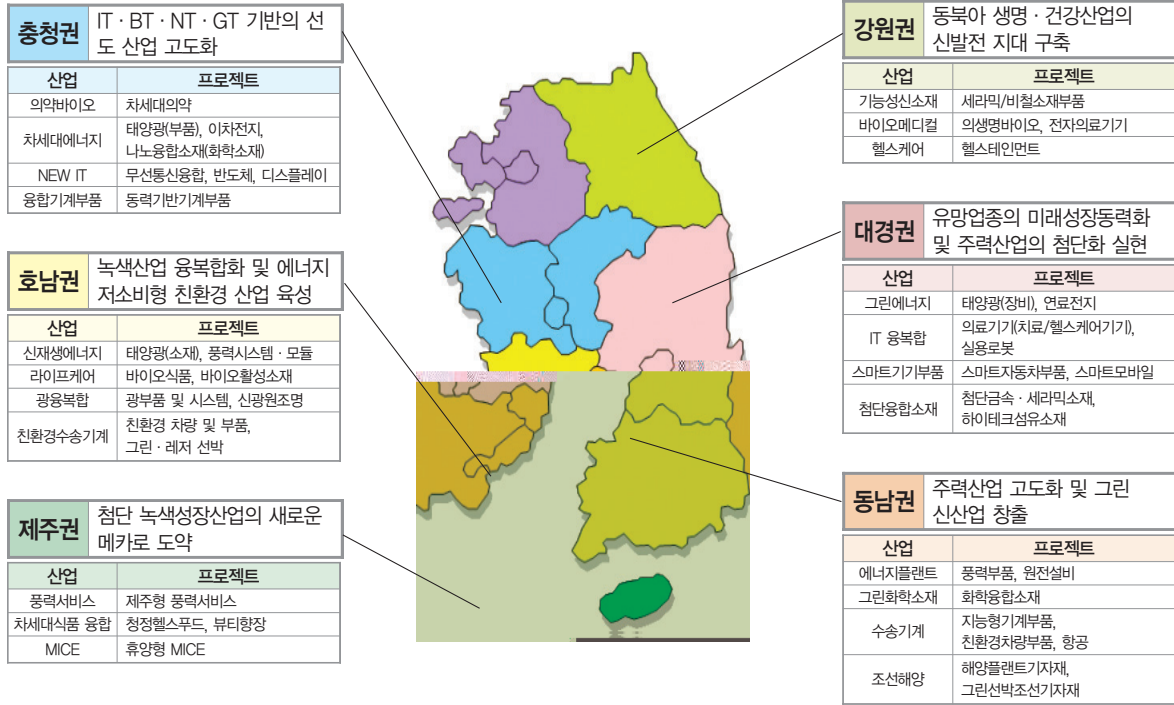 충청권
IT · BT · NT · GT 기반의 선
도 산업 고도화
산업 프로젝트
의약바이오 차세대의약
차세대에너지 태양광(부품), 이차전지,
나노융합소재(화학소재)
NEW IT 무선통신융합, 반도체, 디스플레이
융합기계부품 동력기반기계부품
호남권
녹색산업 융복합화 및 에너지
저소비형 친환경 산업 육성
산업 프로젝트
신재생에너지 태양광(소재), 풍력시스템 · 모듈
라이프케어 바이오식품, 바이오활성소재
광융복합 광부품 및 시스템, 신광원조명
친환경수송기계 친환경 차량 및 부품,
그린 · 레저 선박
제주권
첨단 녹색성장산업의 새로운
메카로 도약
산업 프로젝트
풍력서비스 제주형 풍력서비스
차세대식품 융합 청정헬스푸드, 뷰티향장
MICE 휴양형 MICE
강원권
동북아 생명 · 건강산업의
신발전 지대 구축
산업 프로젝트
기능성신소재 세라믹/비철소재부품
바이오메디컬 의생명바이오, 전자의료기기
헬스케어 헬스테인먼트
대경권
유망업종의 미래성장동력화
및 주력산업의 첨단화 실현
산업 프로젝트
그린에너지 태양광(장비), 연료전지
IT 융복합 의료기기(치료/헬스케어기기),
실용로봇
스마트기기부품 스마트자동차부품, 스마트모바일
첨단융합소재 첨단금속 · 세라믹소재,
하이테크섬유소재
동남권
주력산업 고도화 및 그린
신산업 창출
산업 프로젝트
에너지플랜트 풍력부품, 원전설비
그린화학소재 화학융합소재
수송기계 지능형기계부품,
친환경차량부품, 항공
조선해양 해양플랜트기자재,
그린선박조선기자재